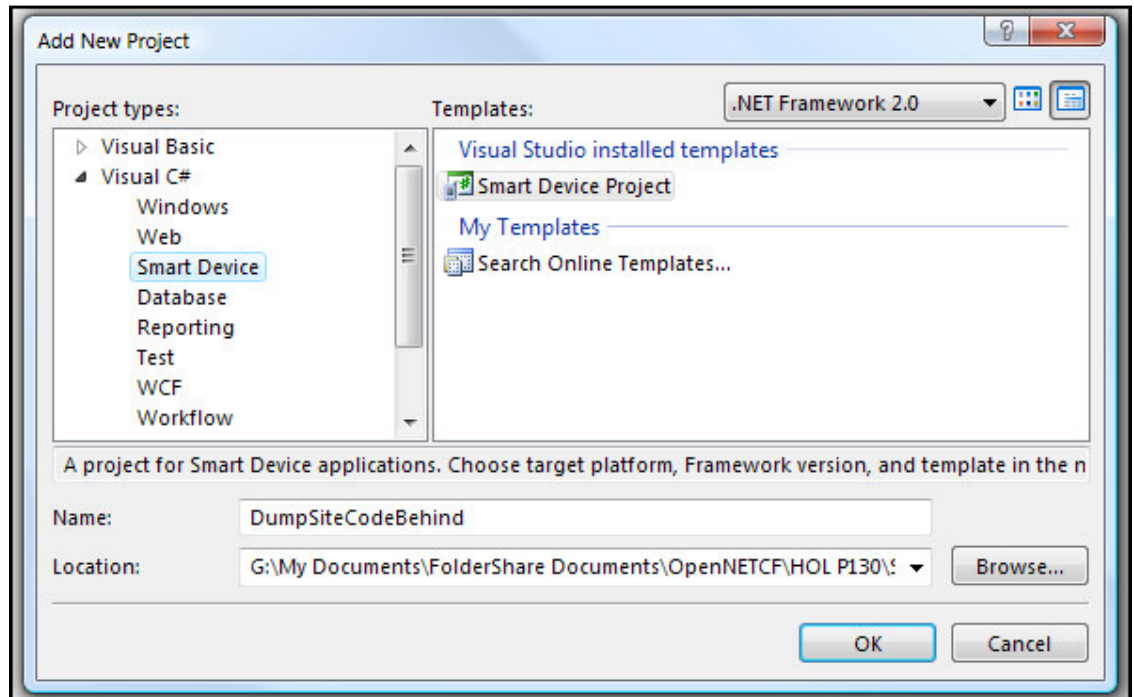 Add New Project
Project types:
Templates:
.NET Framework 2.0
Visual Basic
Visual C#
Windows
Web
Smart Device
Database
Reporting
Test
WCF
Workflow
Visual Studio installed templates
Smart Device Project
My Templates
Search Online Templates...
A project for Smart Device applications. Choose target platform, Framework version, and template in the n
Name:
DumpSiteCodeBehind
Location:
G:\My Documents\FolderShare Documents\OpenNETCF\HOL P130\
Browse...
OK
Cancel